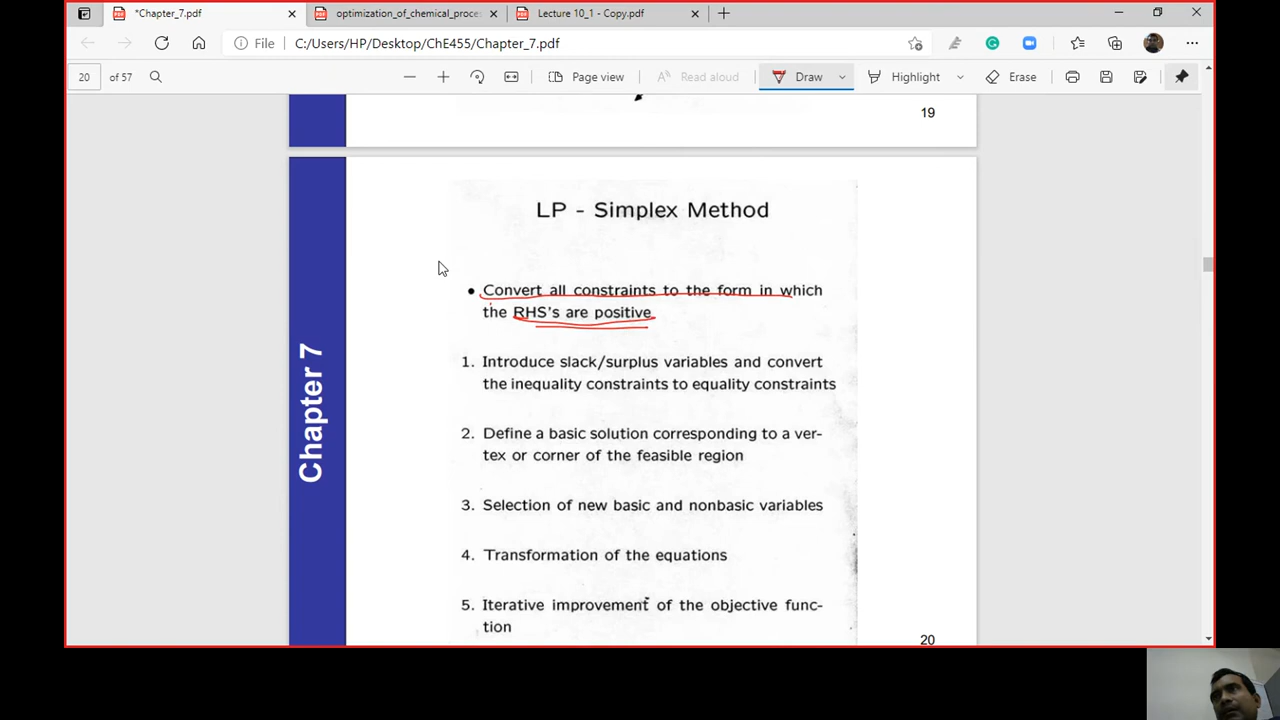 *Chapter_7.pdf
optimization_of_chemical_proce
Lecture 10_1 - Copy.pdf
File
C:/Users/HP/Desktop/ChE455/Chapter_7.pdf
20 of 57
Page view
Read aloud
Draw
Highlight
Erase
19
LP - Simplex Method
• Convert all constraints to the form in which
the RHS's are positive
1. Introduce slack/surplus variables and convert
the inequality constraints to equality constraints
2. Define a basic solution corresponding to a ver-
tex or corner of the feasible region
3. Selection of new basic and nonbasic variables
4. Transformation of the equations
5. Iterative improvement of the objective func-
tion
Chapter 7
20